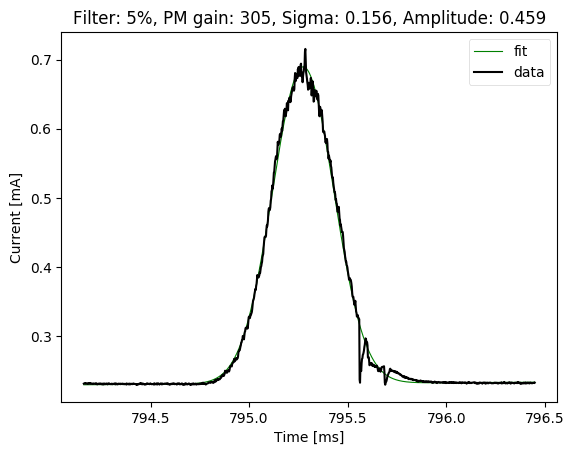 Filter: 5%, PM gain: 305, Sigma: 0.156, Amplitude: 0.459
fit
data
0.7
0.6
0.5
0.4
0.3
Current [mA]
794.5 795.0 795.5 796.0 796.5
Time [ms]